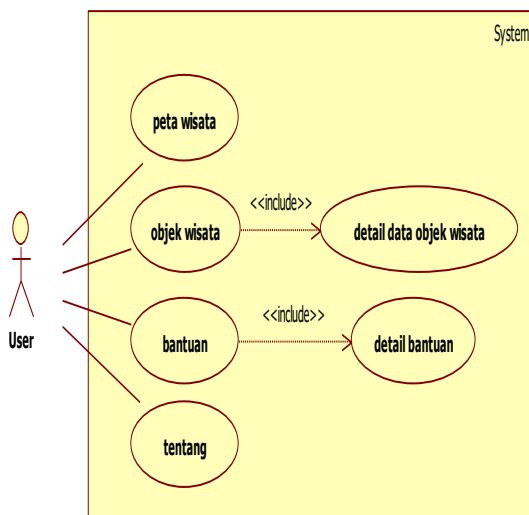 System
peta wisata
<<include>>
objek wisata
detail data objek wisata
<<include>>
User
bantuan
detail bantuan
tentang